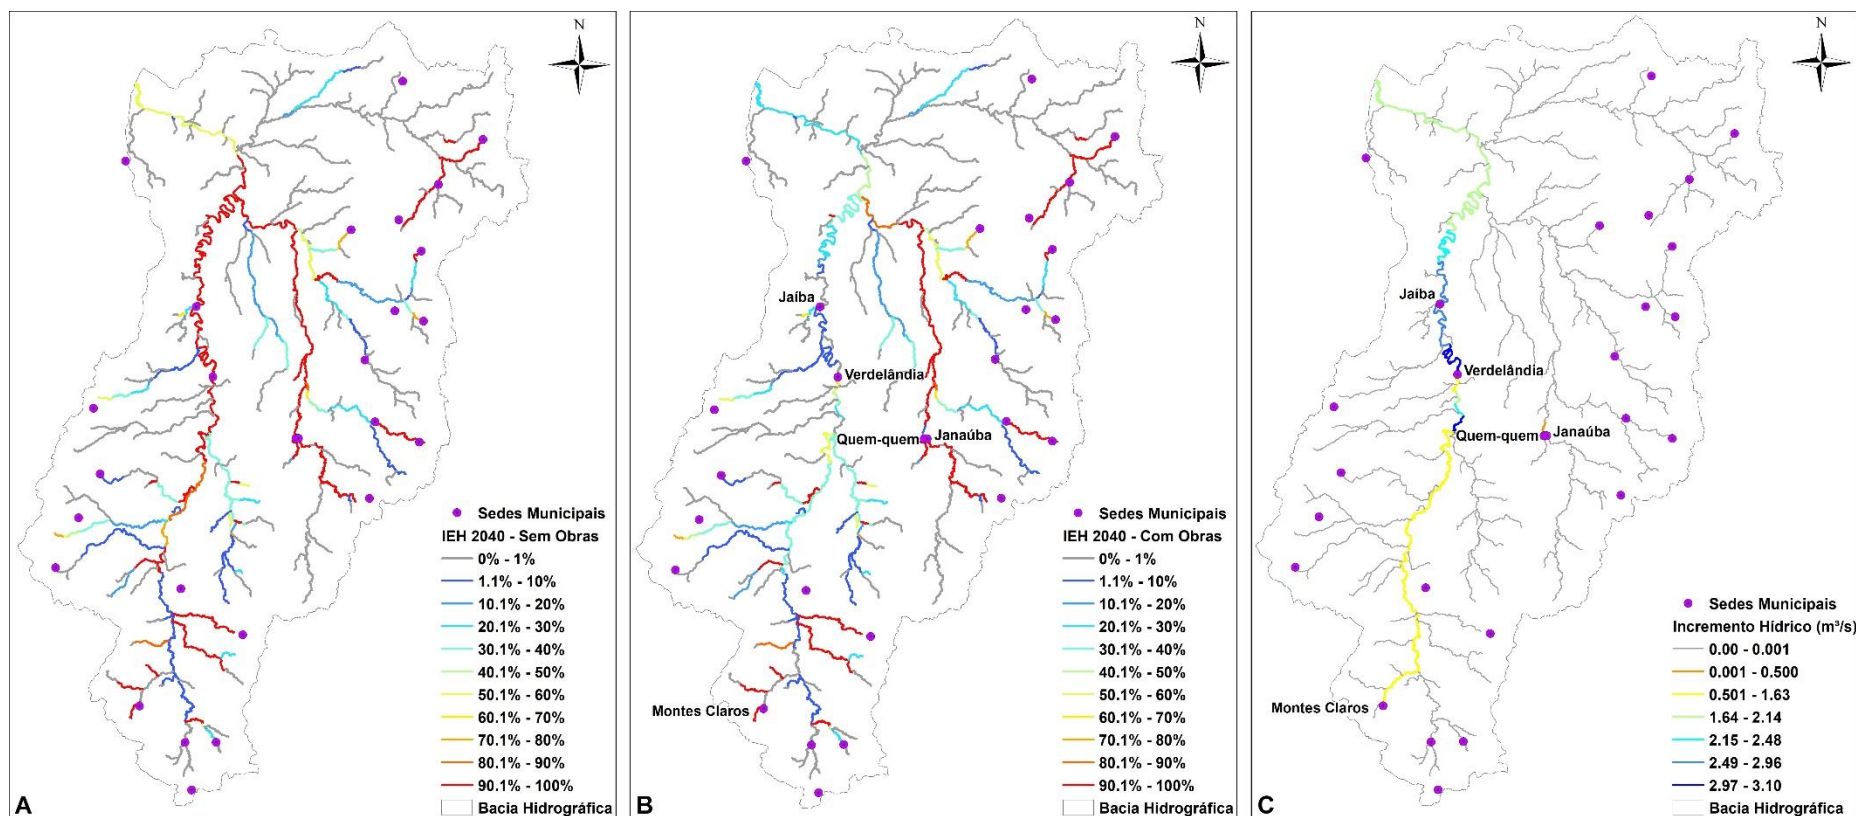 N
Sedes Municipais
IEH 2040 - Sem Obras
0% - 1%
1.1% - 10%
10.1% - 20%
20.1% - 30%
30.1% - 40%
40.1% - 50%
50.1% - 60%
60.1% - 70%
70.1% - 80%
80.1% - 90%
90.1% - 100%
Bacia Hidrográfica
A
N
Jaíba
Verdelândia
Quem-quem
Janaúba
Montes Claros
Sedes Municipais
IEH 2040 - Com Obras
0% - 1%
1.1% - 10%
10.1% - 20%
20.1% - 30%
30.1% - 40%
40.1% - 50%
50.1% - 60%
60.1% - 70%
70.1% - 80%
80.1% - 90%
90.1% - 100%
Bacia Hidrográfica
B
N
Jaíba
Verdelândia
Quem-quem
Janaúba
Montes Claros
Sedes Municipais
Incremento Hídrico (m³/s)
0.00 - 0.001
0.001 - 0.500
0.501 - 1.63
1.64 - 2.14
2.15 - 2.48
2.49 - 2.96
2.97 - 3.10
Bacia Hidrográfica
C